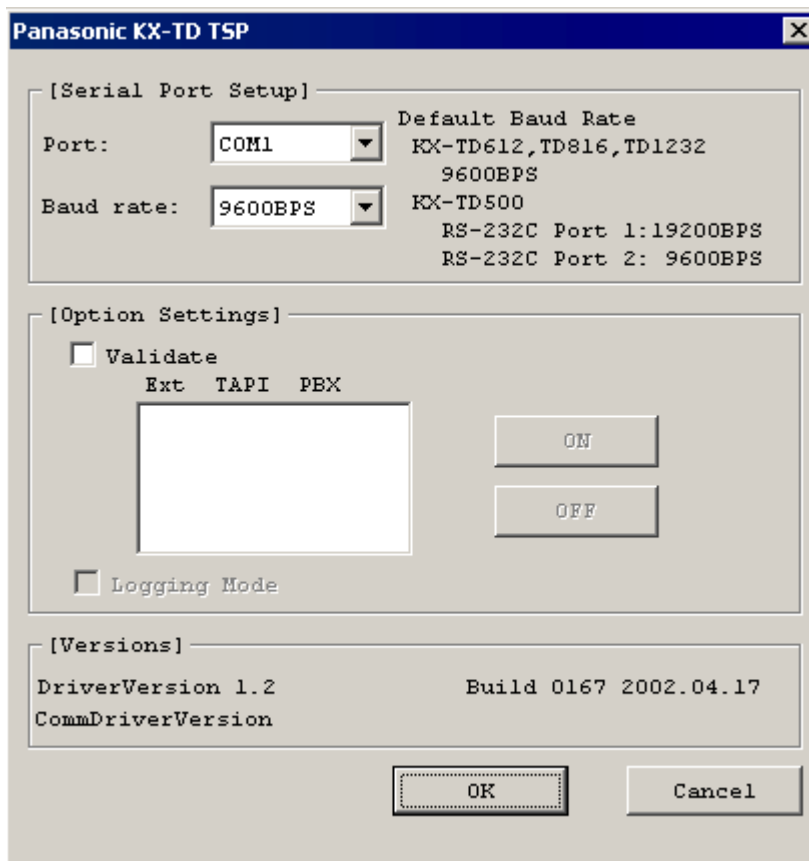 Panasonic KX-TD TSP
[Serial Port Setup]
Port:
COM1
Baud rate:
9600BPS
Default Baud Rate
KX-TD612,TD816,TD1232
9600BPS
KX-TD500
RS-232C Port 1:19200BPS
RS-232C Port 2: 9600BPS
[Option Settings]
Validate
Ext TAPI PBX
ON
OFF
Logging Mode
[Versions]
DriverVersion 1.2 Build 0167 2002.04.17
CommDriverVersion
OK Cancel